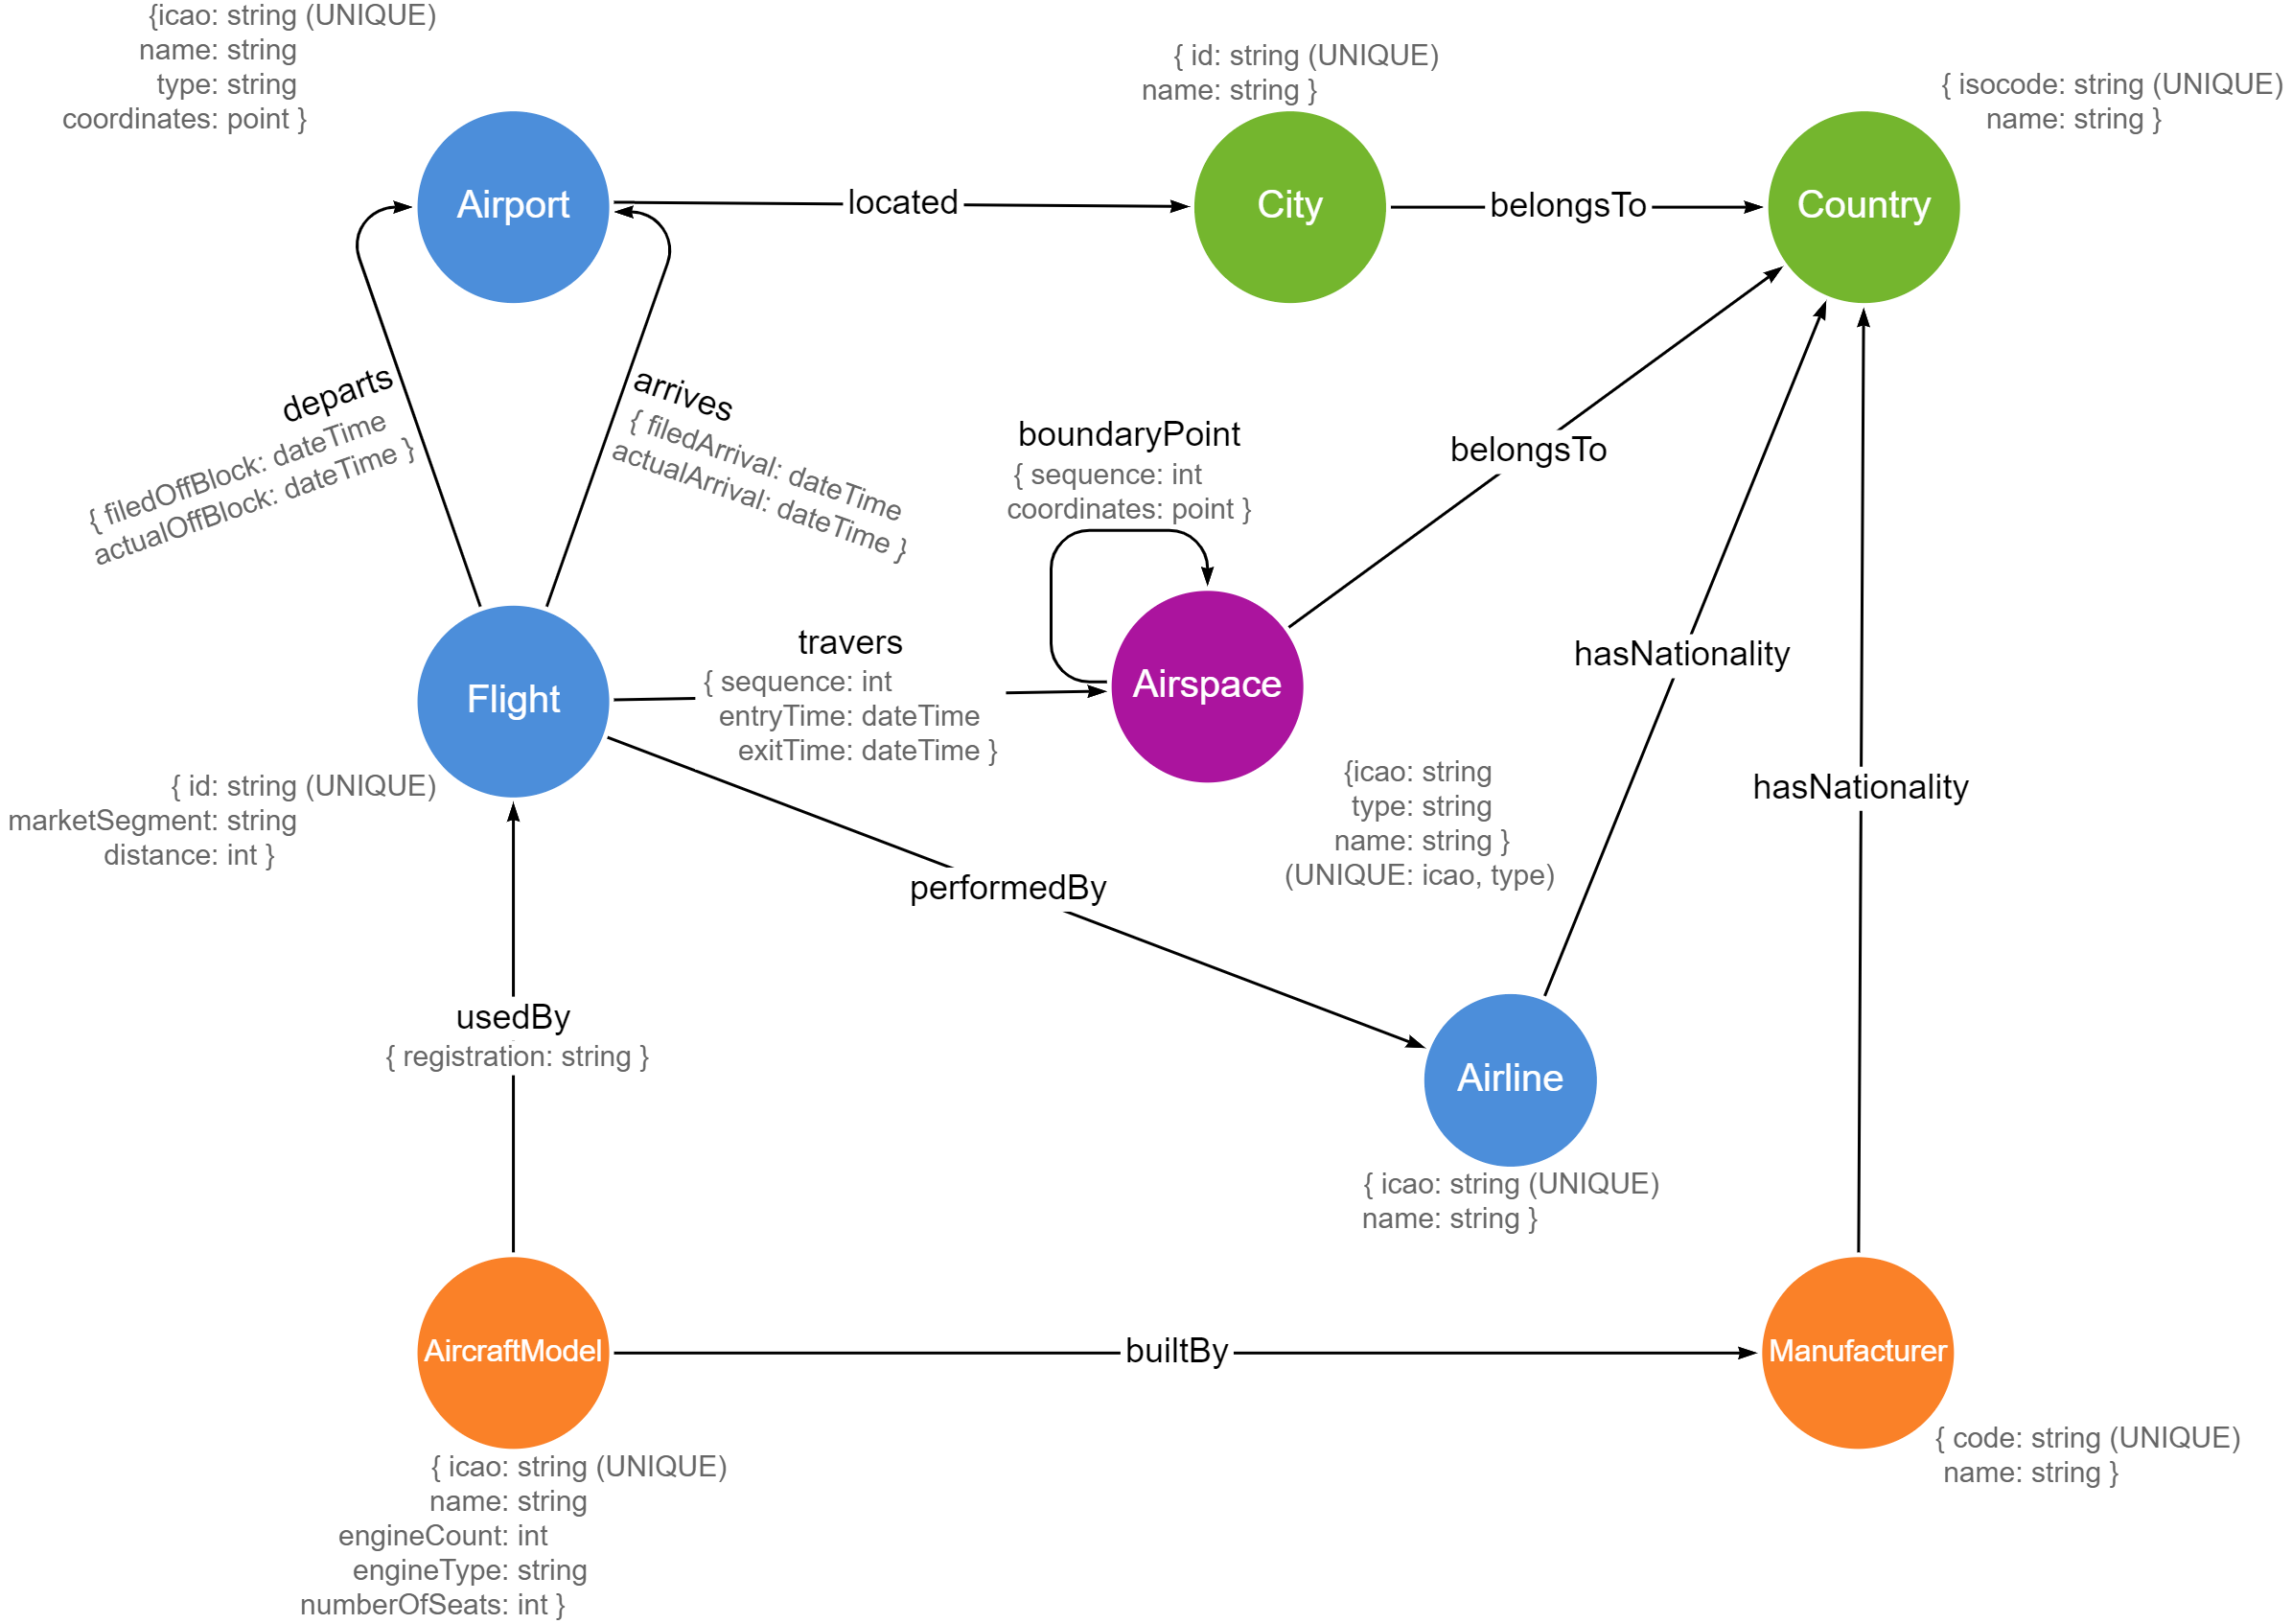 {icao: string (UNIQUE)
name: string
type: string
coordinates: point }
{ id: string (UNIQUE)
name: string }
{ isocode: string (UNIQUE)
name: string }
Airport
located
City
belongsTo
Country
departs
{ filedOffBlock: dateTime
actualOffBlock: dateTime }
arrives
{ filedArrival: dateTime
actualArrival: dateTime }
boundaryPoint
{ sequence: int
coordinates: point }
belongsTo
hasNationality
hasNationality
Flight
travers
{ sequence: int
entryTime: dateTime
exitTime: dateTime }
Airspace
{icao: string
type: string
name: string }
(UNIQUE: icao, type)
{ id: string (UNIQUE)
marketSegment: string
distance: int }
performedBy
usedBy
{ registration: string }
Airline
{ icao: string (UNIQUE)
name: string }
AircraftModel
builtBy
Manufacturer
{ code: string (UNIQUE)
name: string }
{ icao: string (UNIQUE)
name: string
engineCount: int
engineType: string
numberOfSeats: int }